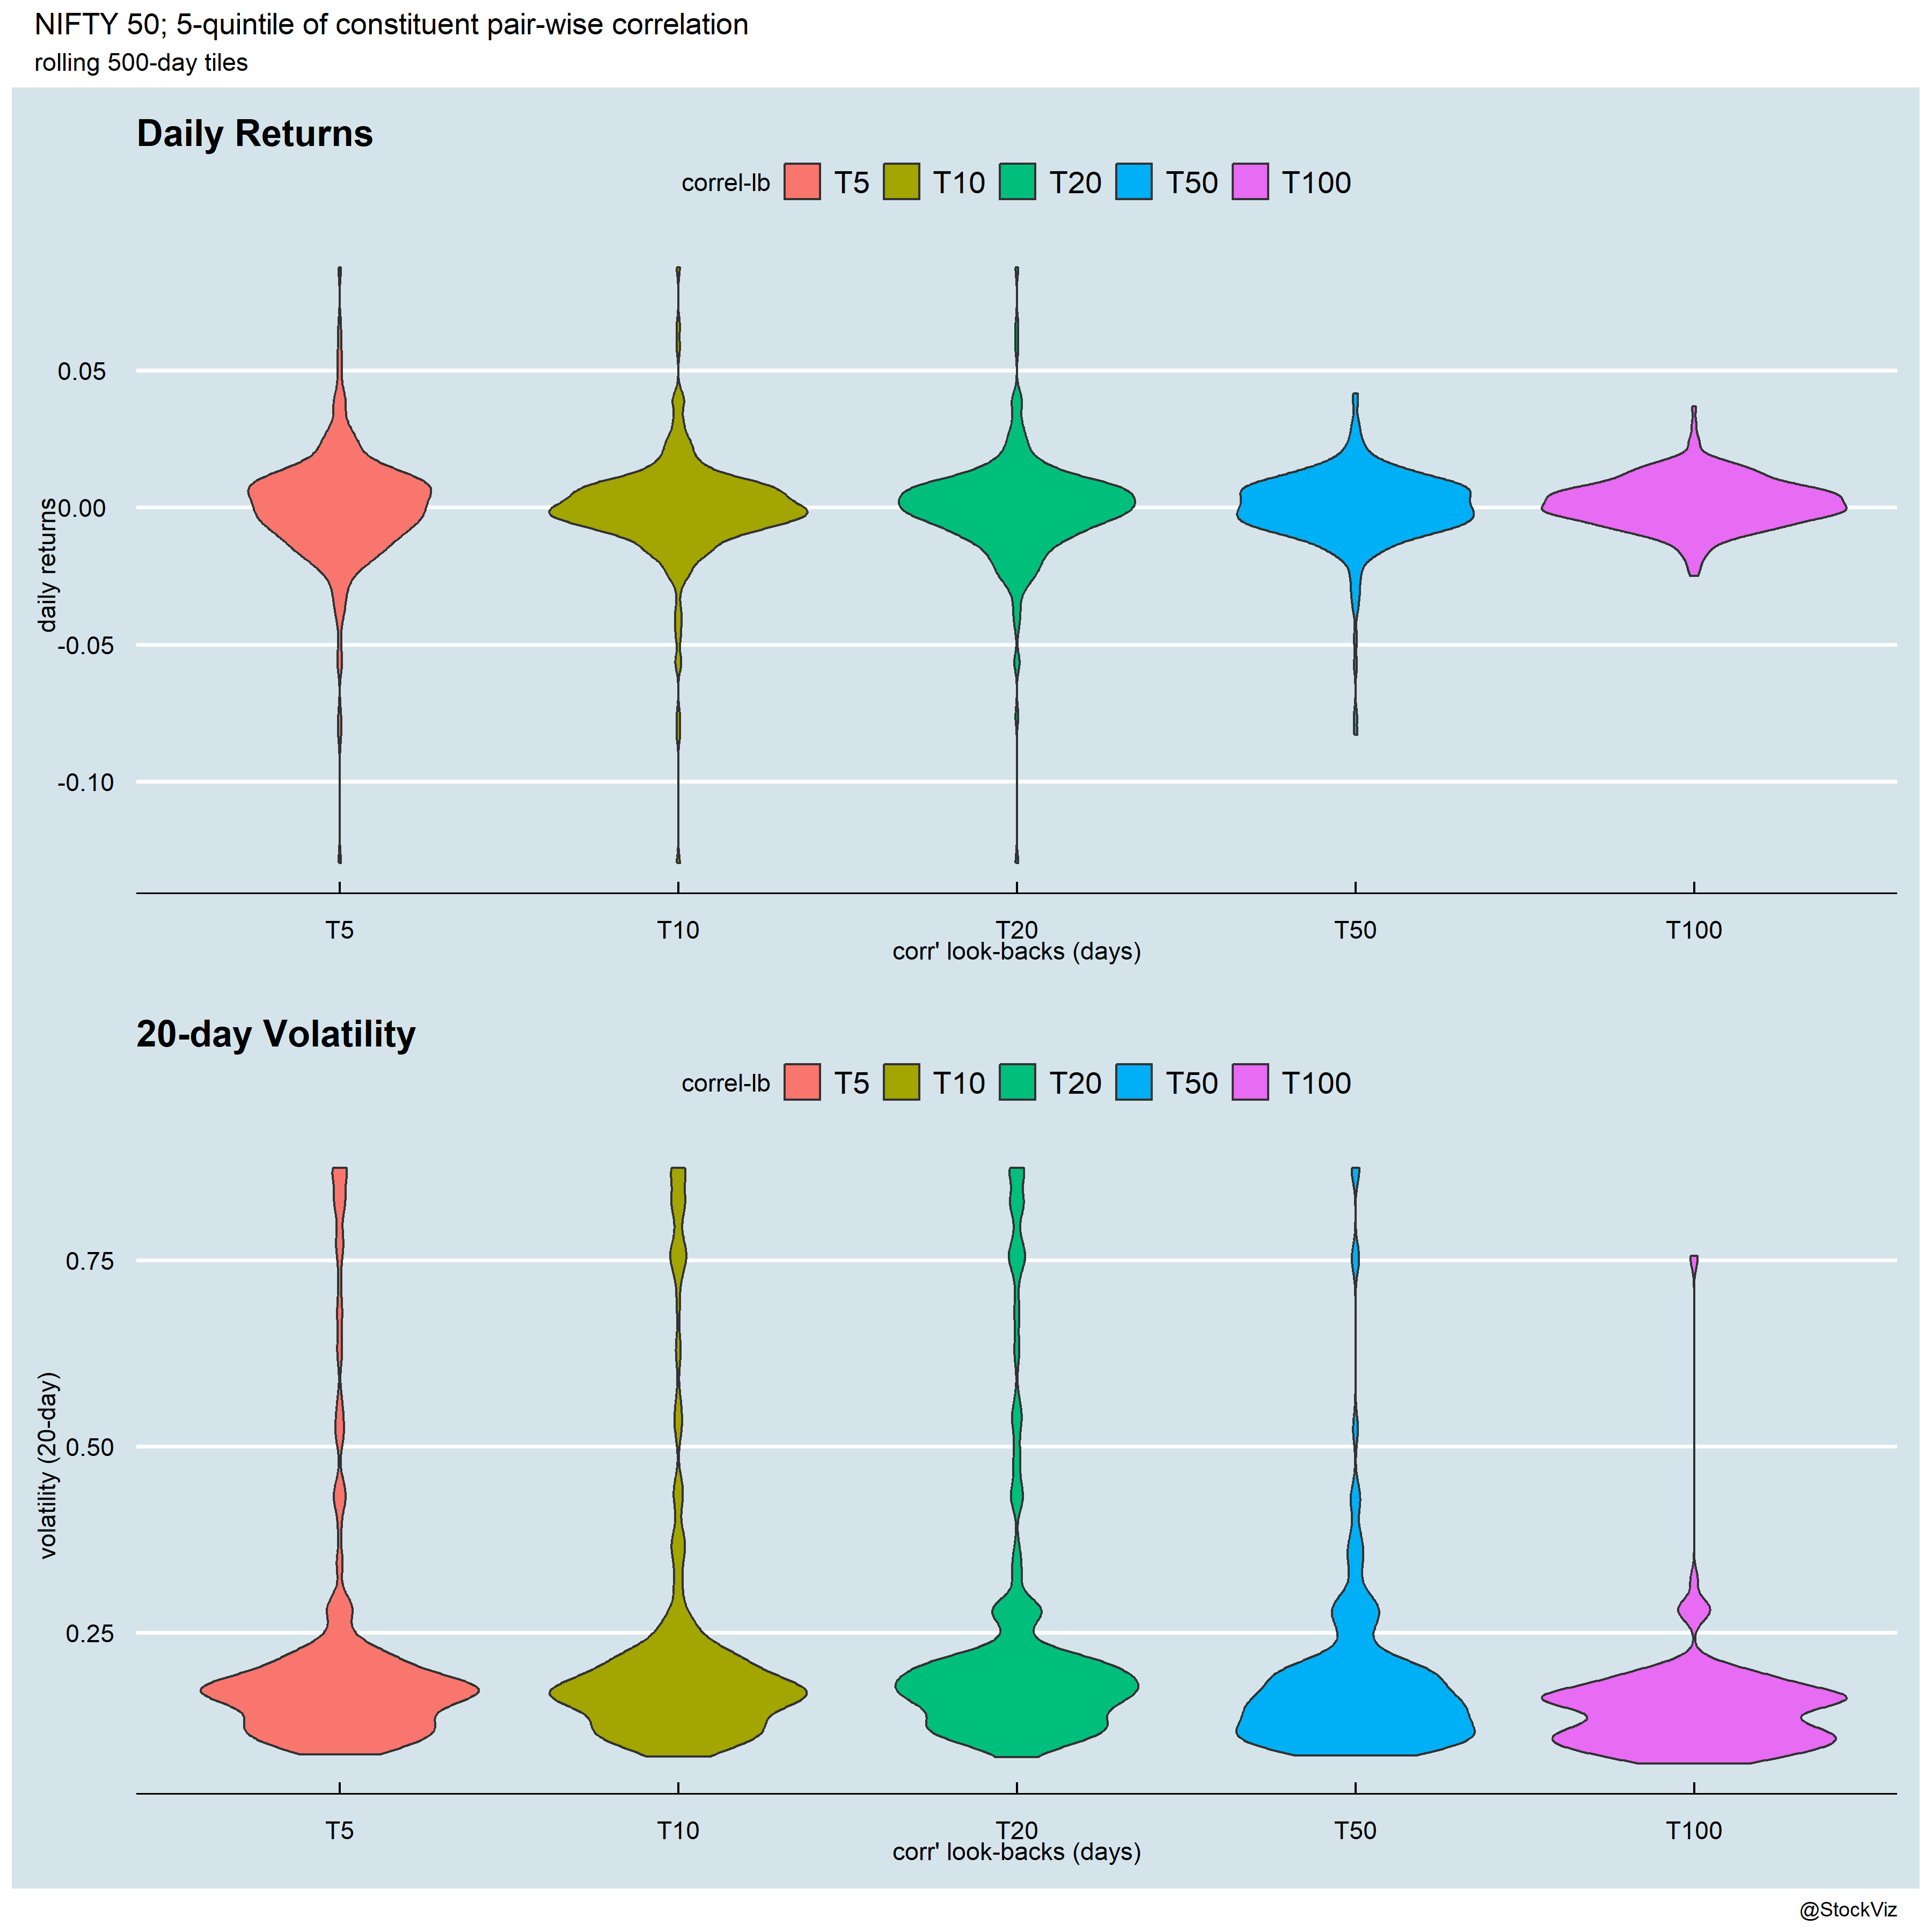 NIFTY 50; 5-quintile of constituent pair-wise correlation
rolling 500-day tiles
Daily Returns
correl-lb T5 T10 T20 T50 T100
daily returns
0.05
0.00
-0.05
-0.10
T5 T10 T20 T50 T100
corr' look-backs (days)
20-day Volatility
correl-lb T5 T10 T20 T50 T100
volatility (20-day)
0.75
0.50
0.25
T5 T10 T20 T50 T100
corr' look-backs (days)
@StockViz